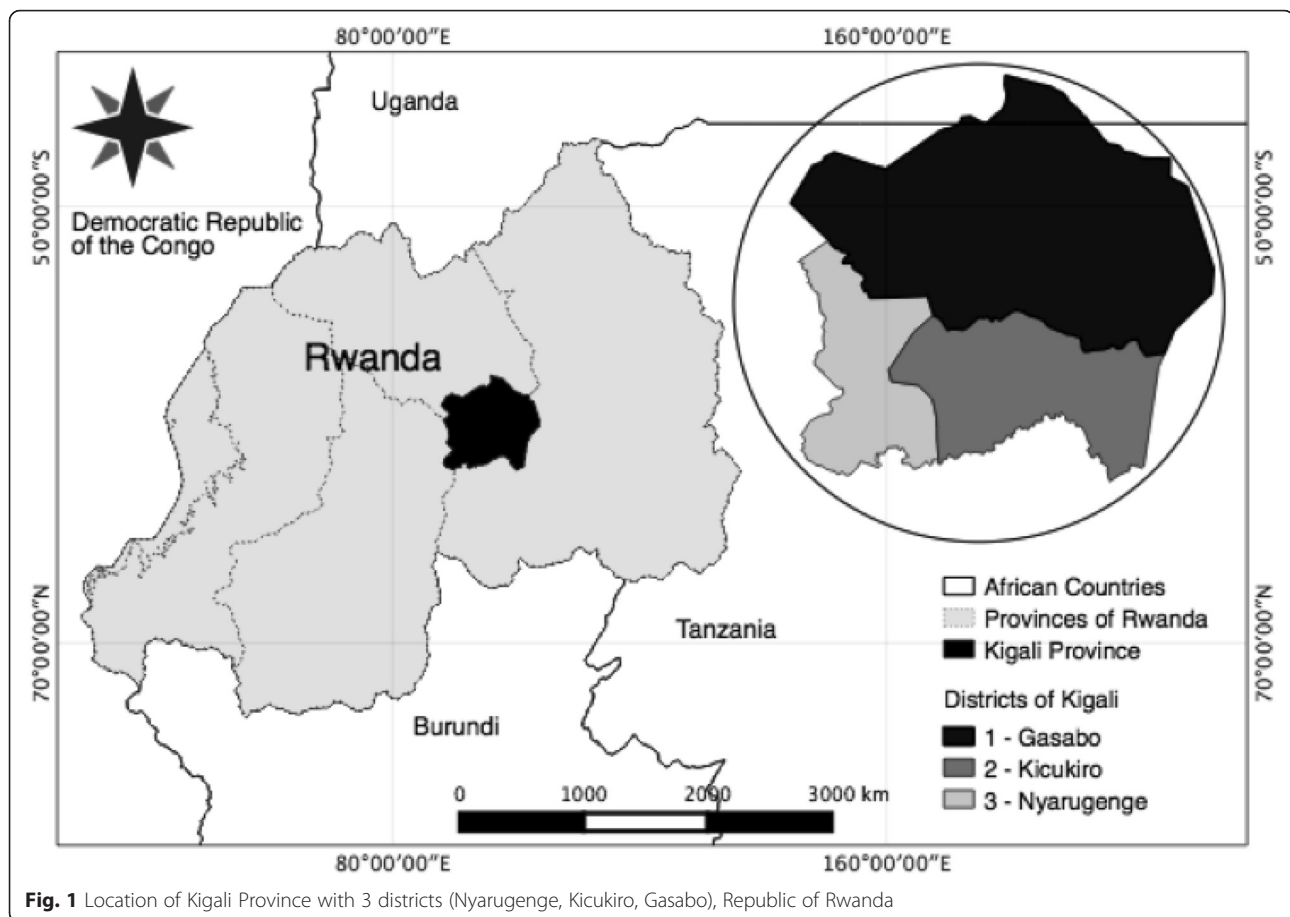 80°00′00″E 160°00′00″E
Uganda
50°00′00″S
50°00′00″S
Democratic Republic
of the Congo
Rwanda
African Countries
Provinces of Rwanda
Kigali Province
Tanzania
70°00′00″N
70°00′00″N
Districts of Kigali
1 - Gasabo
2 - Kicukiro
3 - Nyarugenge
Burundi
0 1000 2000 3000 km
80°00′00″E 160°00′00″E
Fig. 1 Location of Kigali Province with 3 districts (Nyarugenge, Kicukiro, Gasabo), Republic of Rwanda